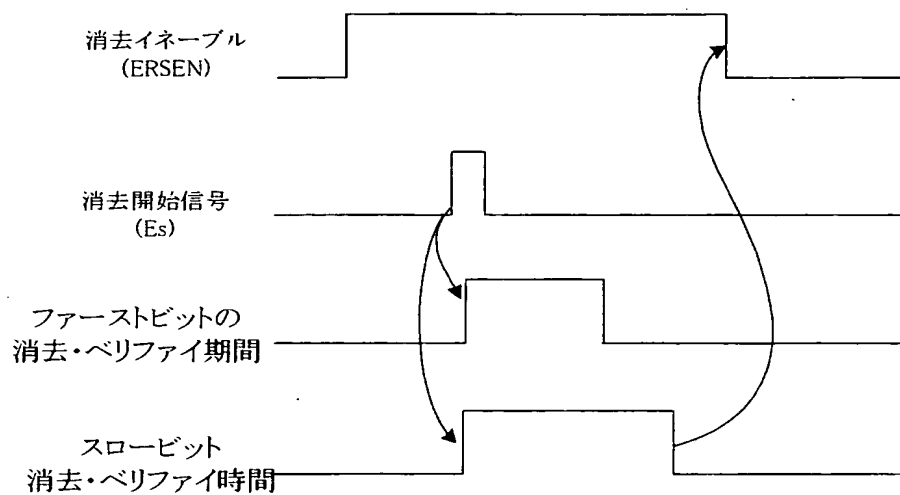 消去イネーブル
(ERSEN)
消去開始信号
(Es)
ファーストビットの
消去・ベリファイ期間
スロービット
消去・ベリファイ時間